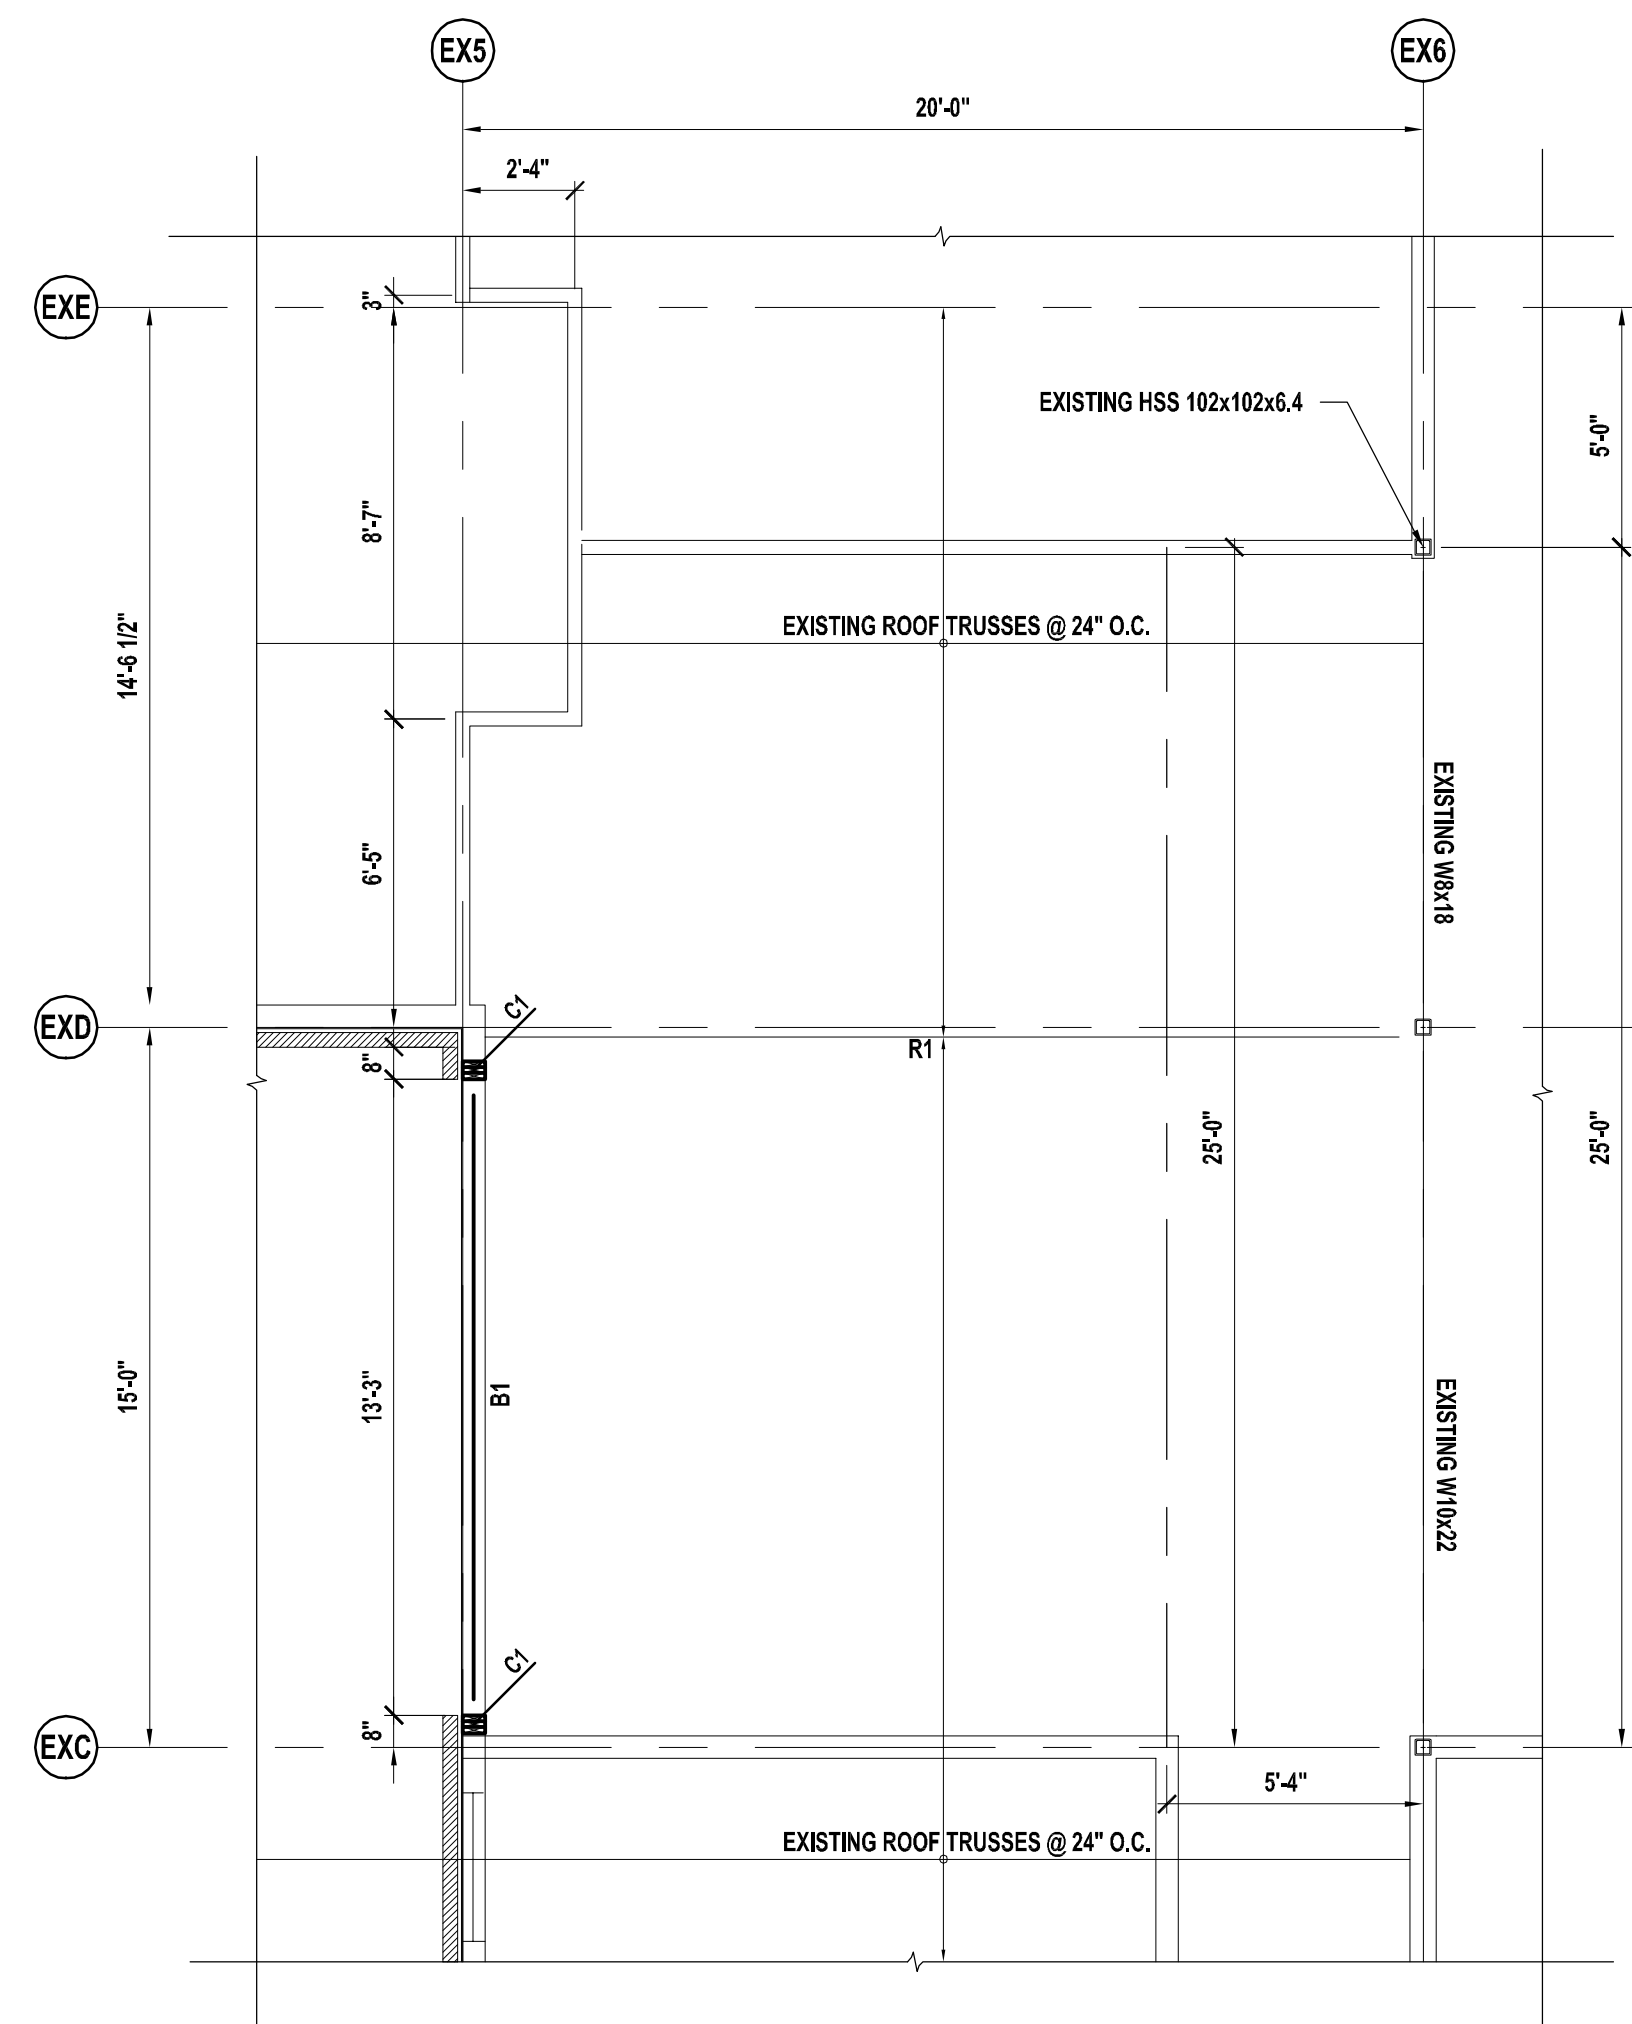 EX5
EX6
20'-0"
2'-4"
EXE
3"
EXISTING HSS 102x102x6.4
5'-0"
8'-7"
EXISTING ROOF TRUSSES @ 24" O.C.
14'-6 1/2"
EXISTING W8x18
6'-5"
C1
EXD
R1
8"
25'-0"
25'-0"
15'-0"
13'-3"
B1
EXISTING W10x22
C1
8"
EXC
5'-4"
EXISTING ROOF TRUSSES @ 24" O.C.